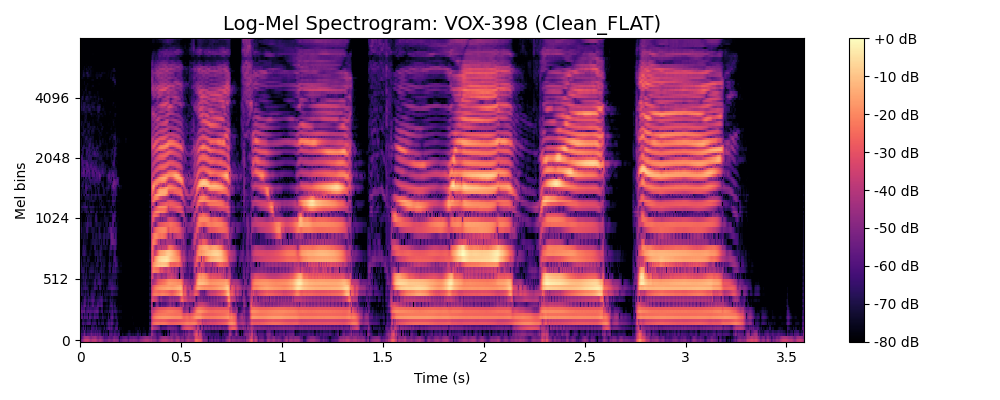 Log-Mel Spectrogram: VOX-398 (Clean_FLAT)
Mel bins
4096
2048
1024
512
0
0 0.5 1 1.5 2 2.5 3 3.5
Time (s)
+0 dB
-10 dB
-20 dB
-30 dB
-40 dB
-50 dB
-60 dB
-70 dB
-80 dB